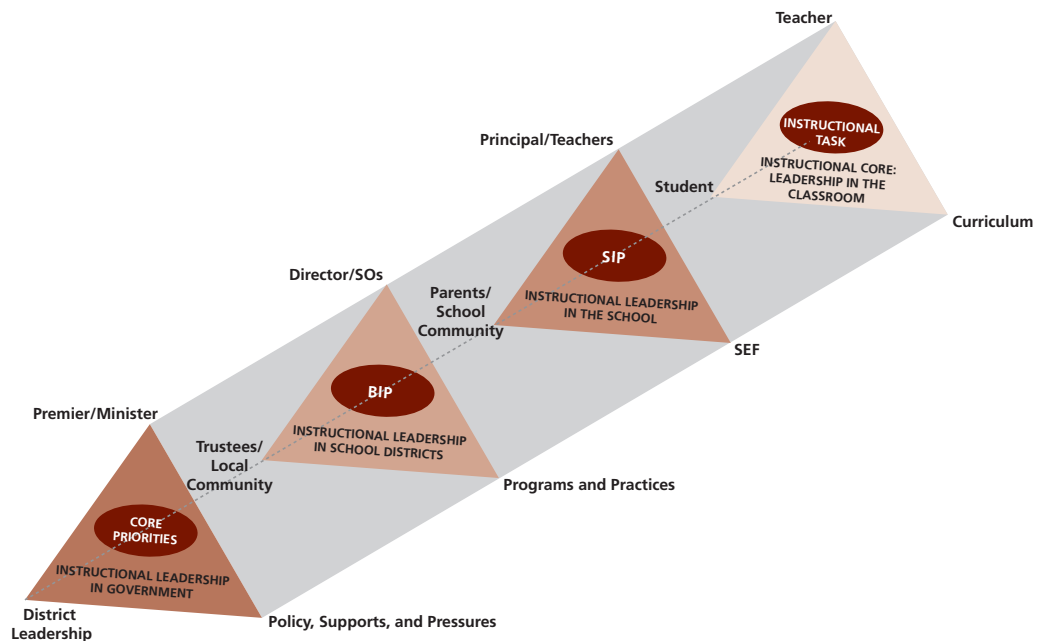 Teacher
INSTRUCTIONAL
TASK
INSTRUCTIONAL CORE:
LEADERSHIP IN THE
CLASSROOM
Student
Curriculum
Principal/Teachers
SIP
INSTRUCTIONAL LEADERSHIP
IN THE SCHOOL
Parents/
School
Community
SEF
Director/SOs
BIP
INSTRUCTIONAL LEADERSHIP
IN SCHOOL DISTRICTS
Trustees/
Local
Community
Programs and Practices
Premier/Minister
CORE
PRIORITIES
INSTRUCTIONAL LEADERSHIP
IN GOVERNMENT
District
Leadership
Policy, Supports, and Pressures